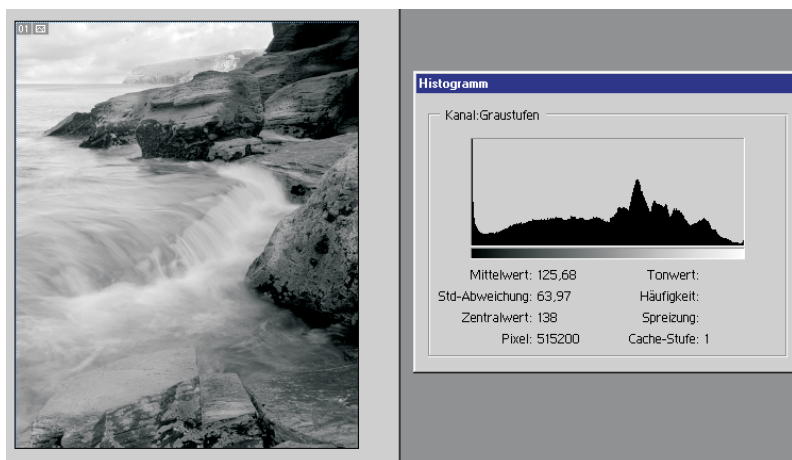 01
Histogramm
Kanal:Graustufen
Mittelwert: 125,68
Tonwert:
Std-Abweichung: 63,97
Häufigkeit:
Zentralwert: 138
Spreizung:
Pixel: 515200
Cache-Stufe: 1